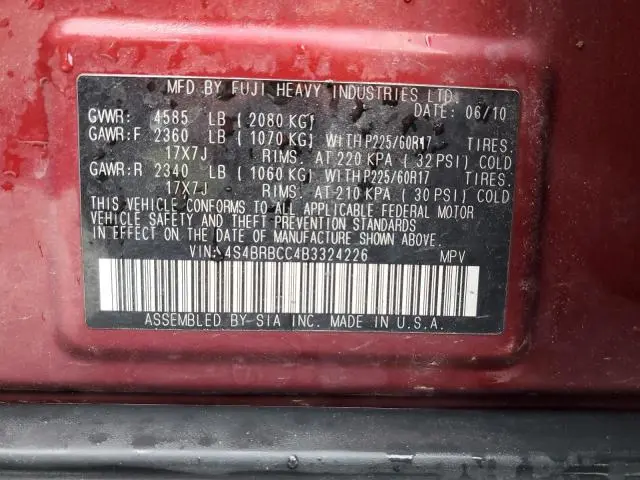 MFD BY FUJI HEAVY INDUSTRIES LTD.
DATE: 06/10
GVWR: 4585 LB ( 2080 KG)
GAWR:F 2360 LB ( 1070 KG) WITH P225/60R17 TIRES.
17X7J RIMS. AT 220 KPA ( 32 PSI) COLD
GAWR:R 2340 LB ( 1060 KG) WITH P225/60R17 TIRES.
17X7J RIMS. AT 210 KPA ( 30 PSI) COLD
THIS VEHICLE CONFORMS TO ALL APPLICABLE FEDERAL MOTOR
VEHICLE SAFETY AND THEFT PREVENTION STANDARDS
IN EFFECT ON THE DATE OF MANUFACTURE SHOWN ABOVE.
VIN: 4S4BRBCC4B3324226 MPV
ASSEMBLED BY SIA INC. MADE IN U.S.A.